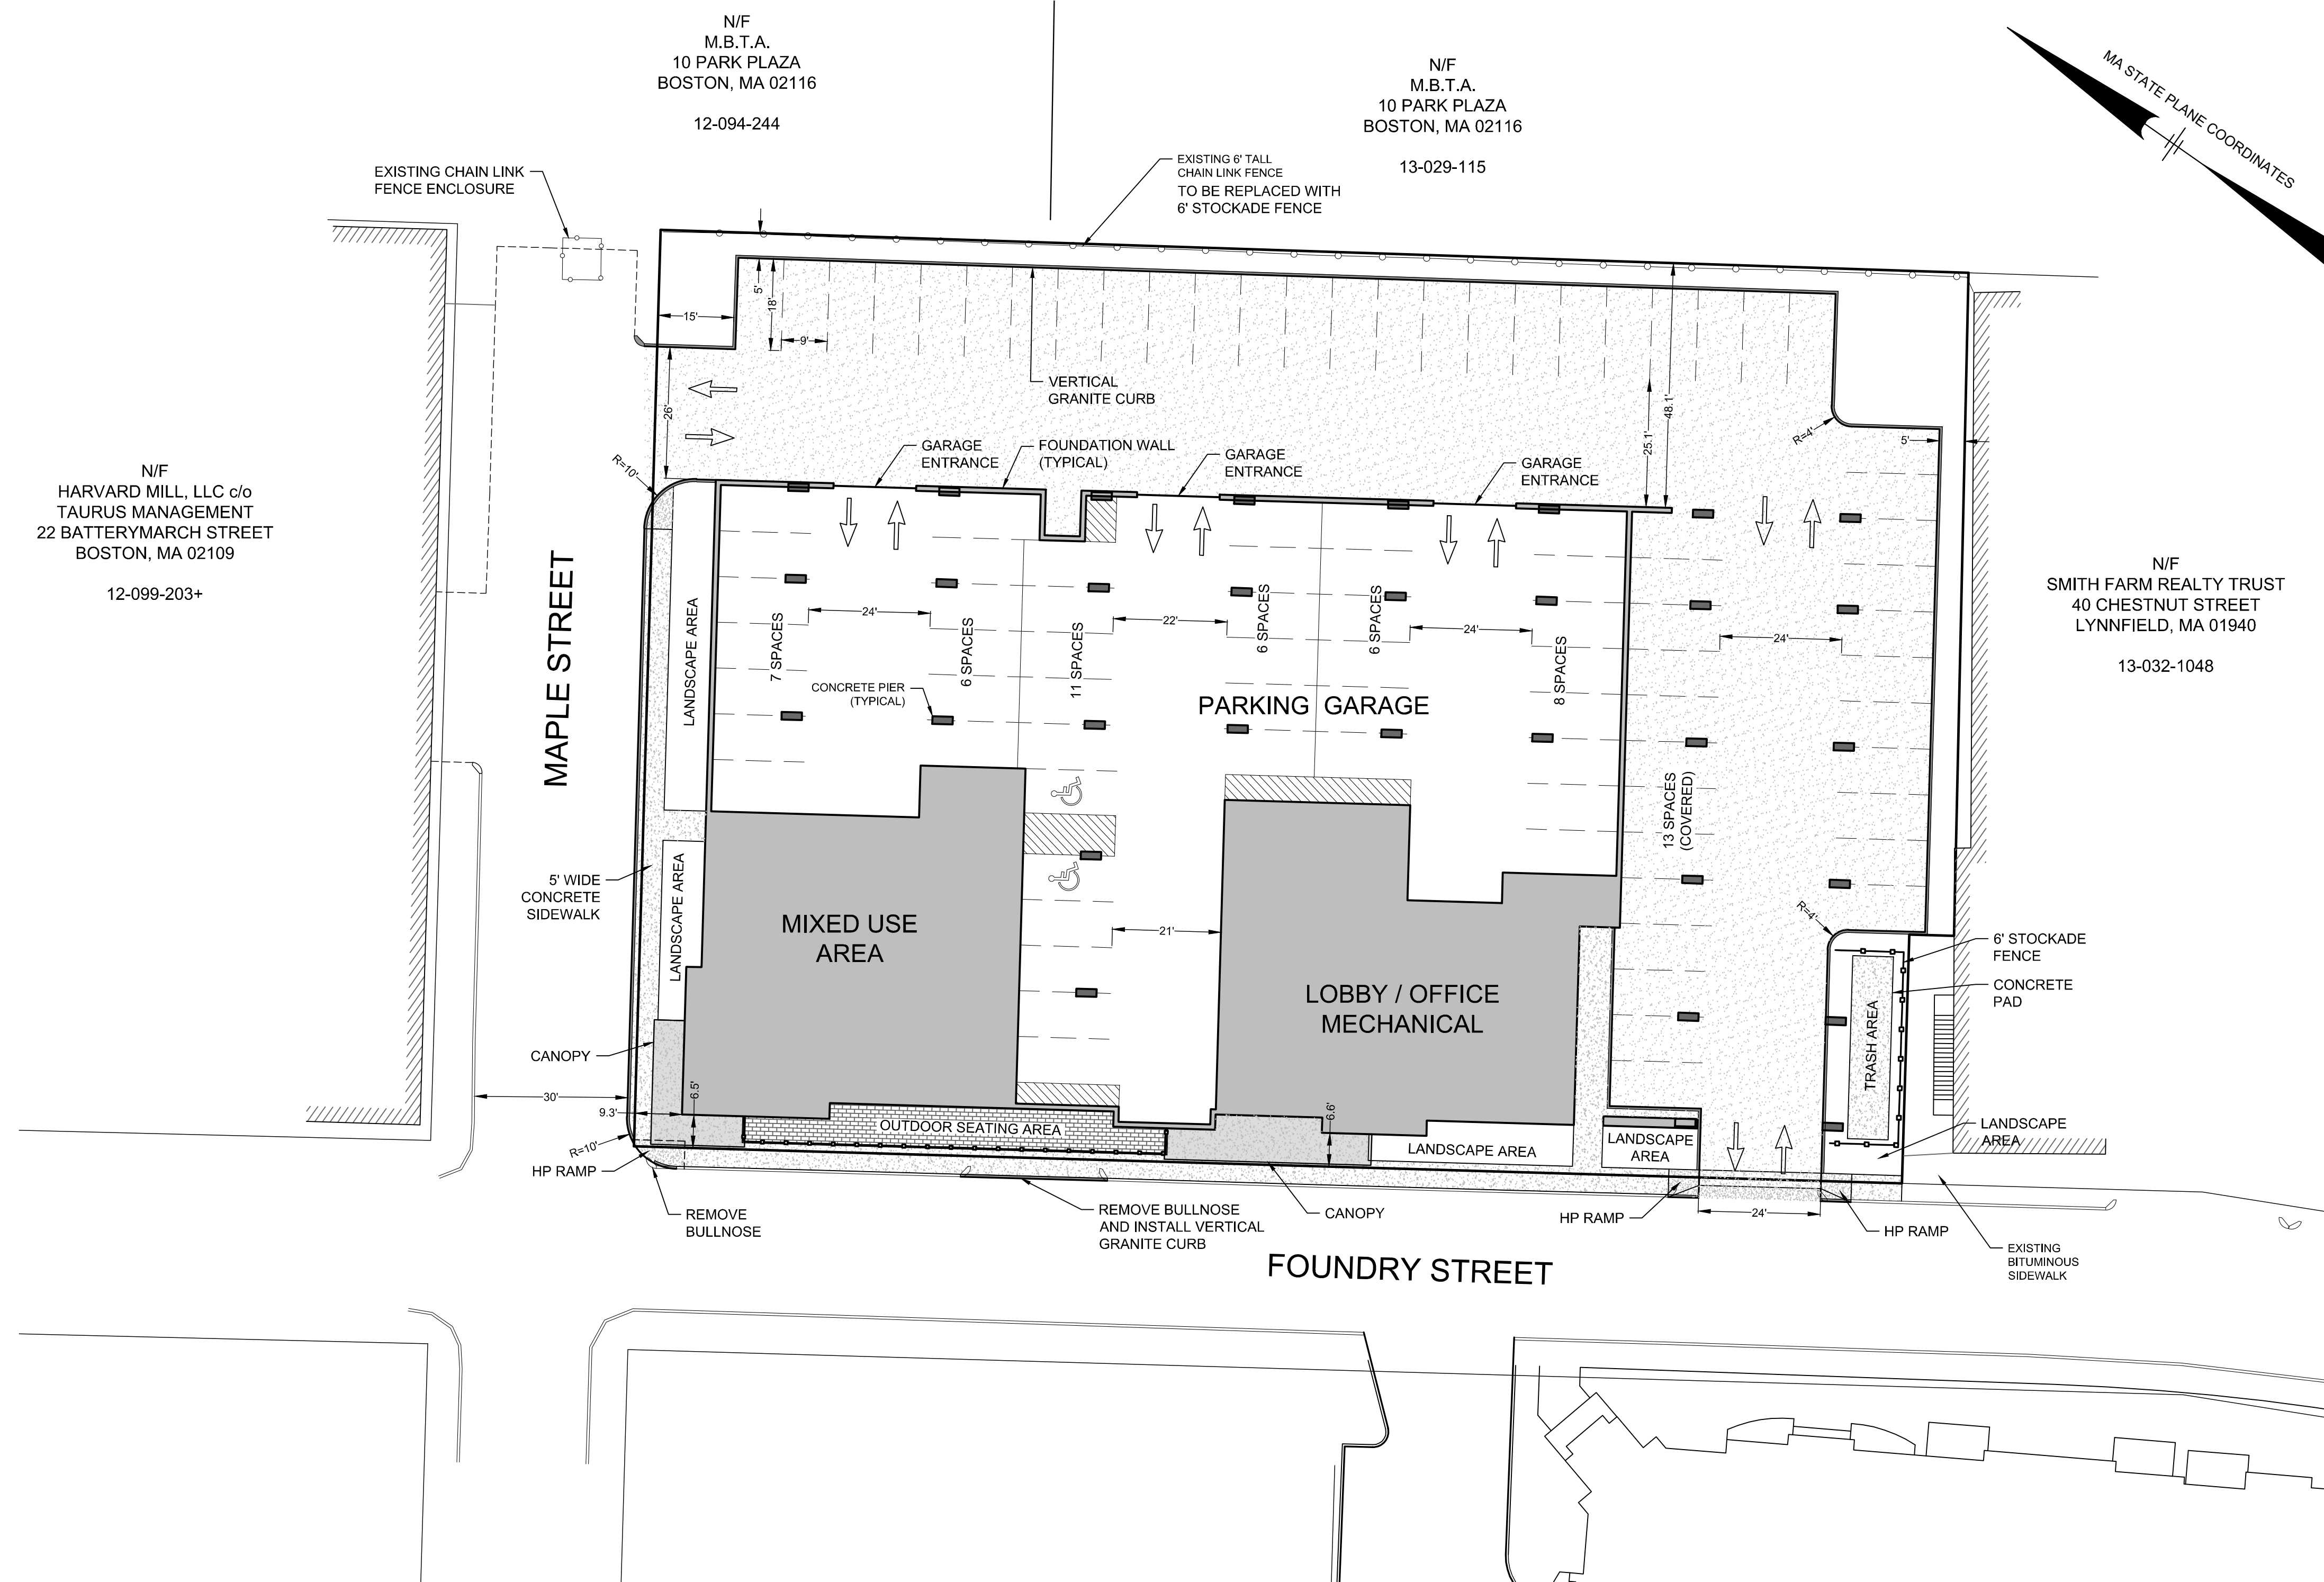 N/F
M.B.T.A.
10 PARK PLAZA
BOSTON, MA 02116
12-094-244
N/F
M.B.T.A.
10 PARK PLAZA
BOSTON, MA 02116
13-029-115
MA STATE PLANE COORDINATES
EXISTING CHAIN LINK
FENCE ENCLOSURE
EXISTING 6' TALL
CHAIN LINK FENCE
TO BE REPLACED WITH
6' STOCKADE FENCE
5'
18'
15'
9'
VERTICAL
GRANITE CURB
26'
25.1'
48.1'
R=4'
5'
R=10'
GARAGE
ENTRANCE
FOUNDATION WALL
(TYPICAL)
GARAGE
ENTRANCE
GARAGE
ENTRANCE
N/F
HARVARD MILL, LLC c/o
TAURUS MANAGEMENT
22 BATTERYMARCH STREET
BOSTON, MA 02109
12-099-203+
N/F
SMITH FARM REALTY TRUST
40 CHESTNUT STREET
LYNNFIELD, MA 01940
13-032-1048
MAPLE STREET
LANDSCAPE AREA
7 SPACES
24'
6 SPACES
11 SPACES
22'
6 SPACES
6 SPACES
24'
8 SPACES
24'
CONCRETE PIER
(TYPICAL)
PARKING GARAGE
13 SPACES
(COVERED)
5' WIDE
CONCRETE
SIDEWALK
LANDSCAPE AREA
MIXED USE
AREA
21'
LOBBY / OFFICE
MECHANICAL
R=4'
6' STOCKADE
FENCE
CONCRETE
PAD
TRASH AREA
CANOPY
30'
9.3'
6.5'
6.6'
OUTDOOR SEATING AREA
LANDSCAPE AREA
LANDSCAPE
AREA
LANDSCAPE
AREA
R=10'
HP RAMP
REMOVE
BULLNOSE
REMOVE BULLNOSE
AND INSTALL VERTICAL
GRANITE CURB
CANOPY
HP RAMP
24'
HP RAMP
EXISTING
BITUMINOUS
SIDEWALK
FOUNDRY STREET